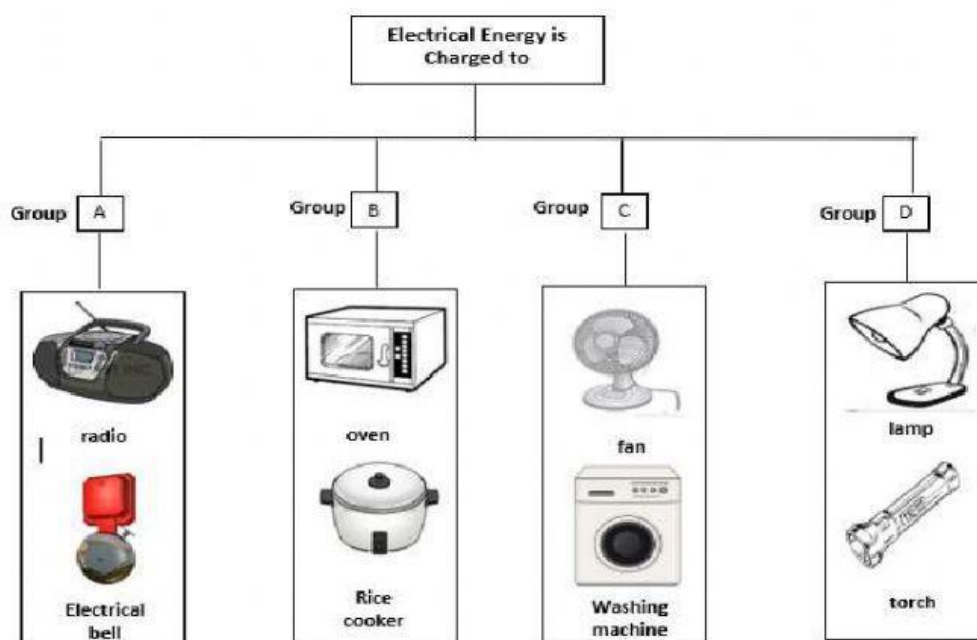 Electrical Energy is
Charged to
Group A
Group B
Group C
Group D
radio
oven
fan
lamp
Electrical
bell
Rice
cooker
Washing
machine
torch